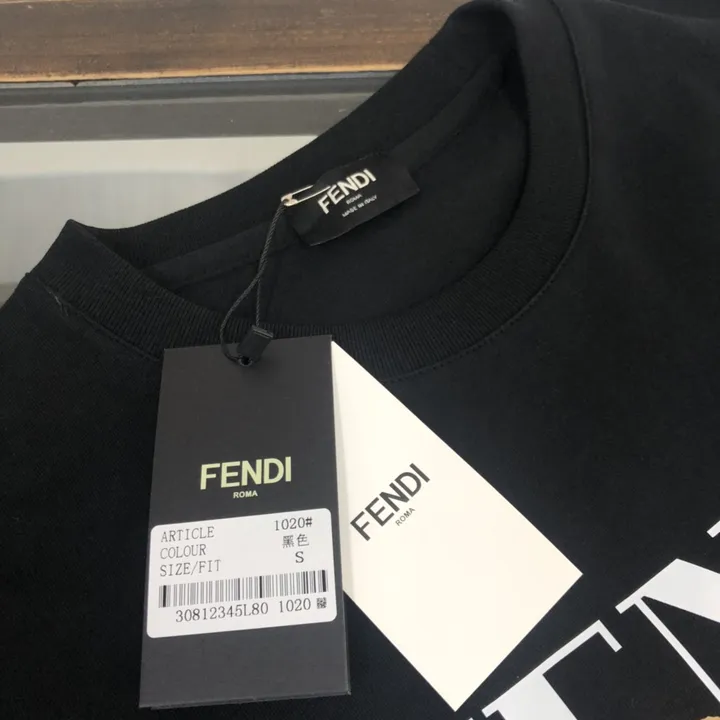 FENDI
ROMA
MADE IN ITALY
FENDI
ROMA
ARTICLE 1020#
COLOUR 黑色
SIZE/FIT S
30812345L80 1020
FENDI
ROMA